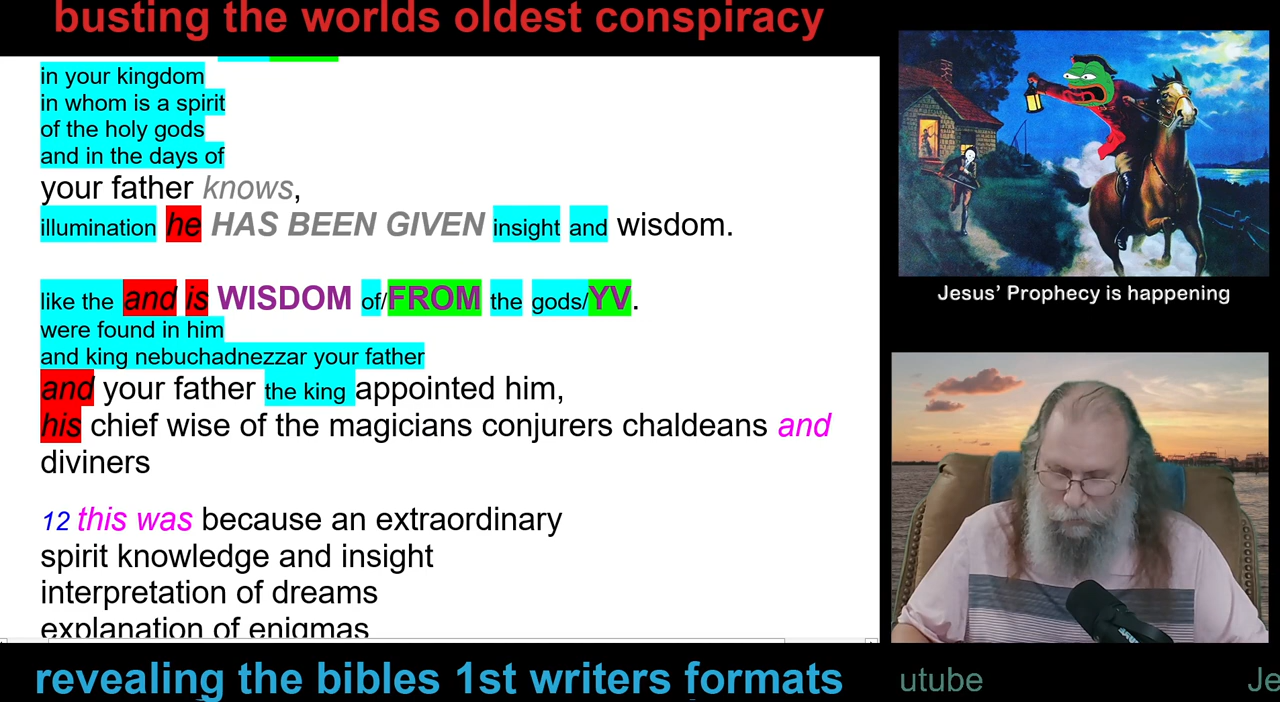 busting the worlds oldest conspiracy
in your kingdom
in whom is a spirit
of the holy gods
and in the days of
your father knows,
illumination he HAS BEEN GIVEN insight and wisdom.
like the and is WISDOM of/FROM the gods/YV.
were found in him
and king nebuchadnezzar your father
and your father the king appointed him,
his chief wise of the magicians conjurers chaldeans and
diviners
12 this was because an extraordinary
spirit knowledge and insight
interpretation of dreams
explanation of enigmas
revealing the bibles 1st writers formats
Jesus’ Prophecy is happening
utube Je